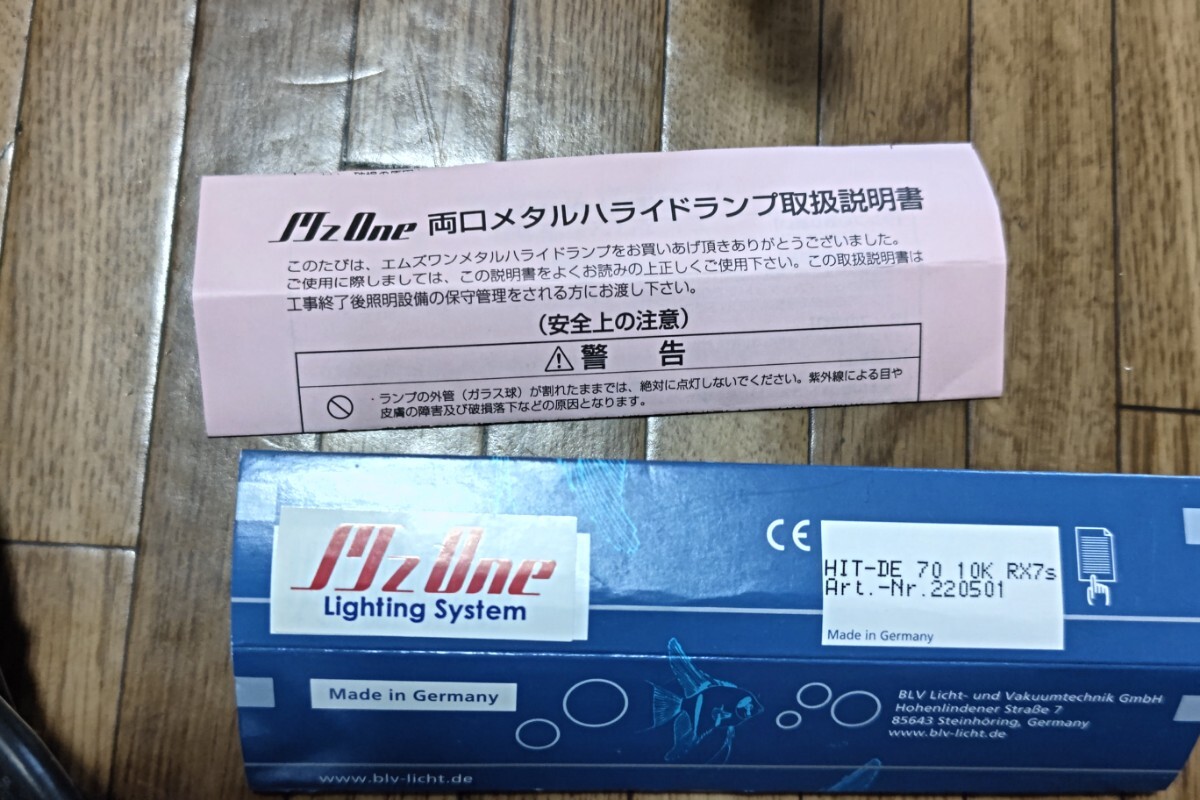 MzOne 両口メタルハライドランプ取扱説明書
このたびは、エムズワンメタルハライドランプをお買いあげ頂きありがとうございました。
ご使用に際しましては、この説明書をよくお読みの上正しくご使用下さい。この取扱説明書は
工事終了後照明設備の保守管理をされる方にお渡し下さい。
(安全上の注意)
警 告
・ランプの外管（ガラス球）が割れたままでは、絶対に点灯しないでください。紫外線による目や
皮膚の障害及び破損落下などの原因となります。
MzOne
Lighting System
CE
HIT-DE 70 10K RX7s
Art.-Nr.220501
Made in Germany
Made in Germany
BLV Licht- und Vakuumtechnik GmbH
Hohenlindener Straße 7
85643 Steinhöring, Germany
www.blv-licht.de
www.blv-licht.de